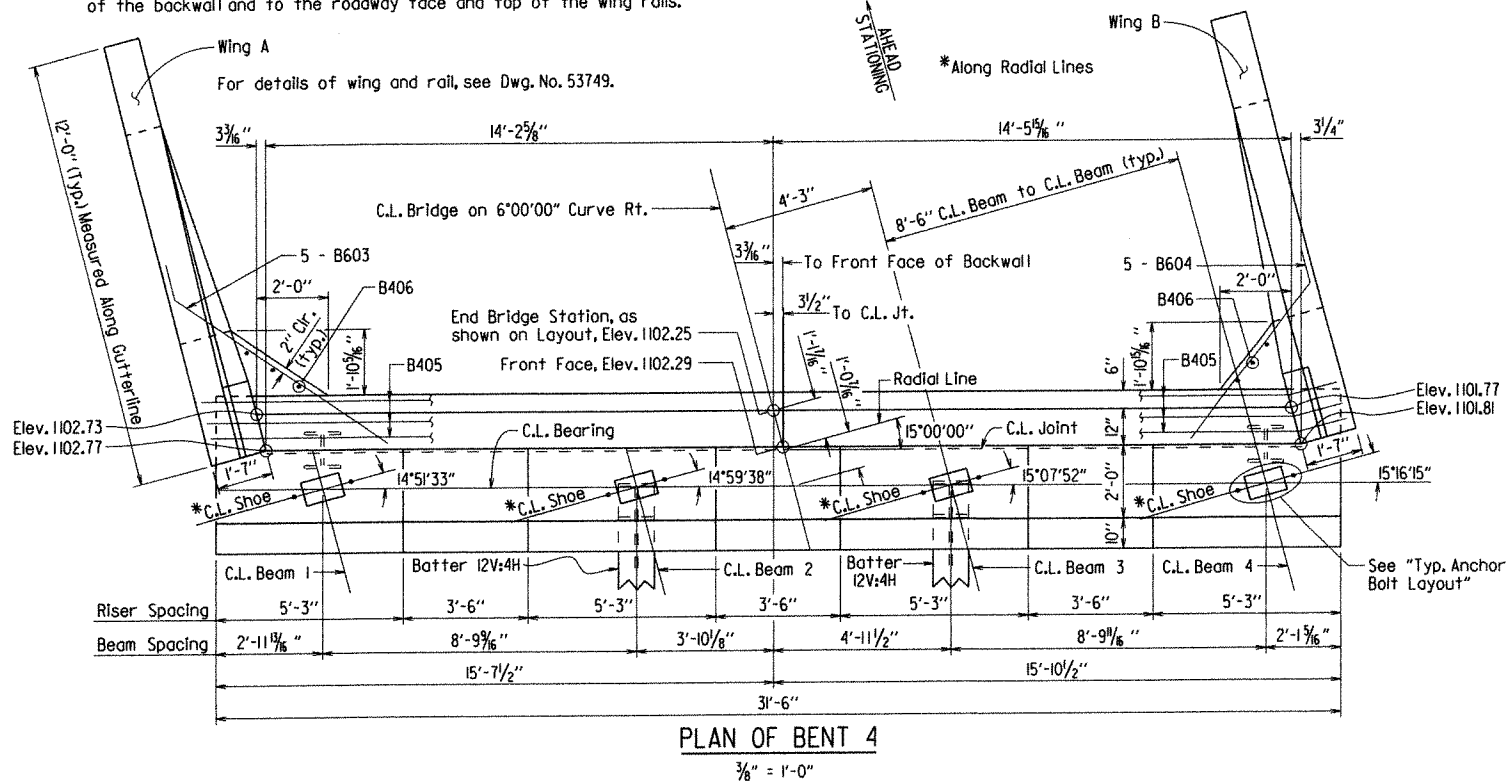 of the backwall and to the roadway face and top of the wing rails.
Wing A
For details of wing and rail, see Dwg. No. 53749.
AHEAD
STATIONING
*Along Radial Lines
Wing B
12'-0" (Typ.) Measured Along Gutterline
3 3/16"
14'-2 5/8"
14'-5 15/16"
3 1/4"
C.L. Bridge on 6°00'00" Curve Rt.
4'-3"
8'-6" C.L. Beam to C.L. Beam (typ.)
3 3/16"
To Front Face of Backwall
5 - B603
2'-0"
B406
2" Clr.
(typ.)
1'-10 5/16"
B405
3 1/2"
To C.L. Jt.
End Bridge Station, as
shown on Layout, Elev. 1102.25
Front Face, Elev. 1102.29
1'-1 1/16"
1'-0 7/16"
Radial Line
5 - B604
2'-0"
B406
1'-10 15/16"
B405
6"
Elev. 1102.73
Elev. 1102.77
Elev. 1101.77
Elev. 1101.81
C.L. Bearing
15°00'00"
C.L. Joint
12"
1'-7"
1'-7"
*C.L. Shoe
14°51'33"
*C.L. Shoe
14°59'38"
*C.L. Shoe
15°07'52"
*C.L. Shoe
15°16'15"
2'-0"
10"
C.L. Beam 1
Batter 12V:4H
C.L. Beam 2
Batter
12V:4H
C.L. Beam 3
C.L. Beam 4
See "Typ. Anchor
Bolt Layout"
Riser Spacing
5'-3"
3'-6"
5'-3"
3'-6"
5'-3"
3'-6"
5'-3"
Beam Spacing
2'-11 13/16"
8'-9 9/16"
3'-10 1/8"
4'-11 1/2"
8'-9 11/16"
2'-1 5/16"
15'-7 1/2"
15'-10 1/2"
31'-6"
PLAN OF BENT 4
3/8" = 1'-0"